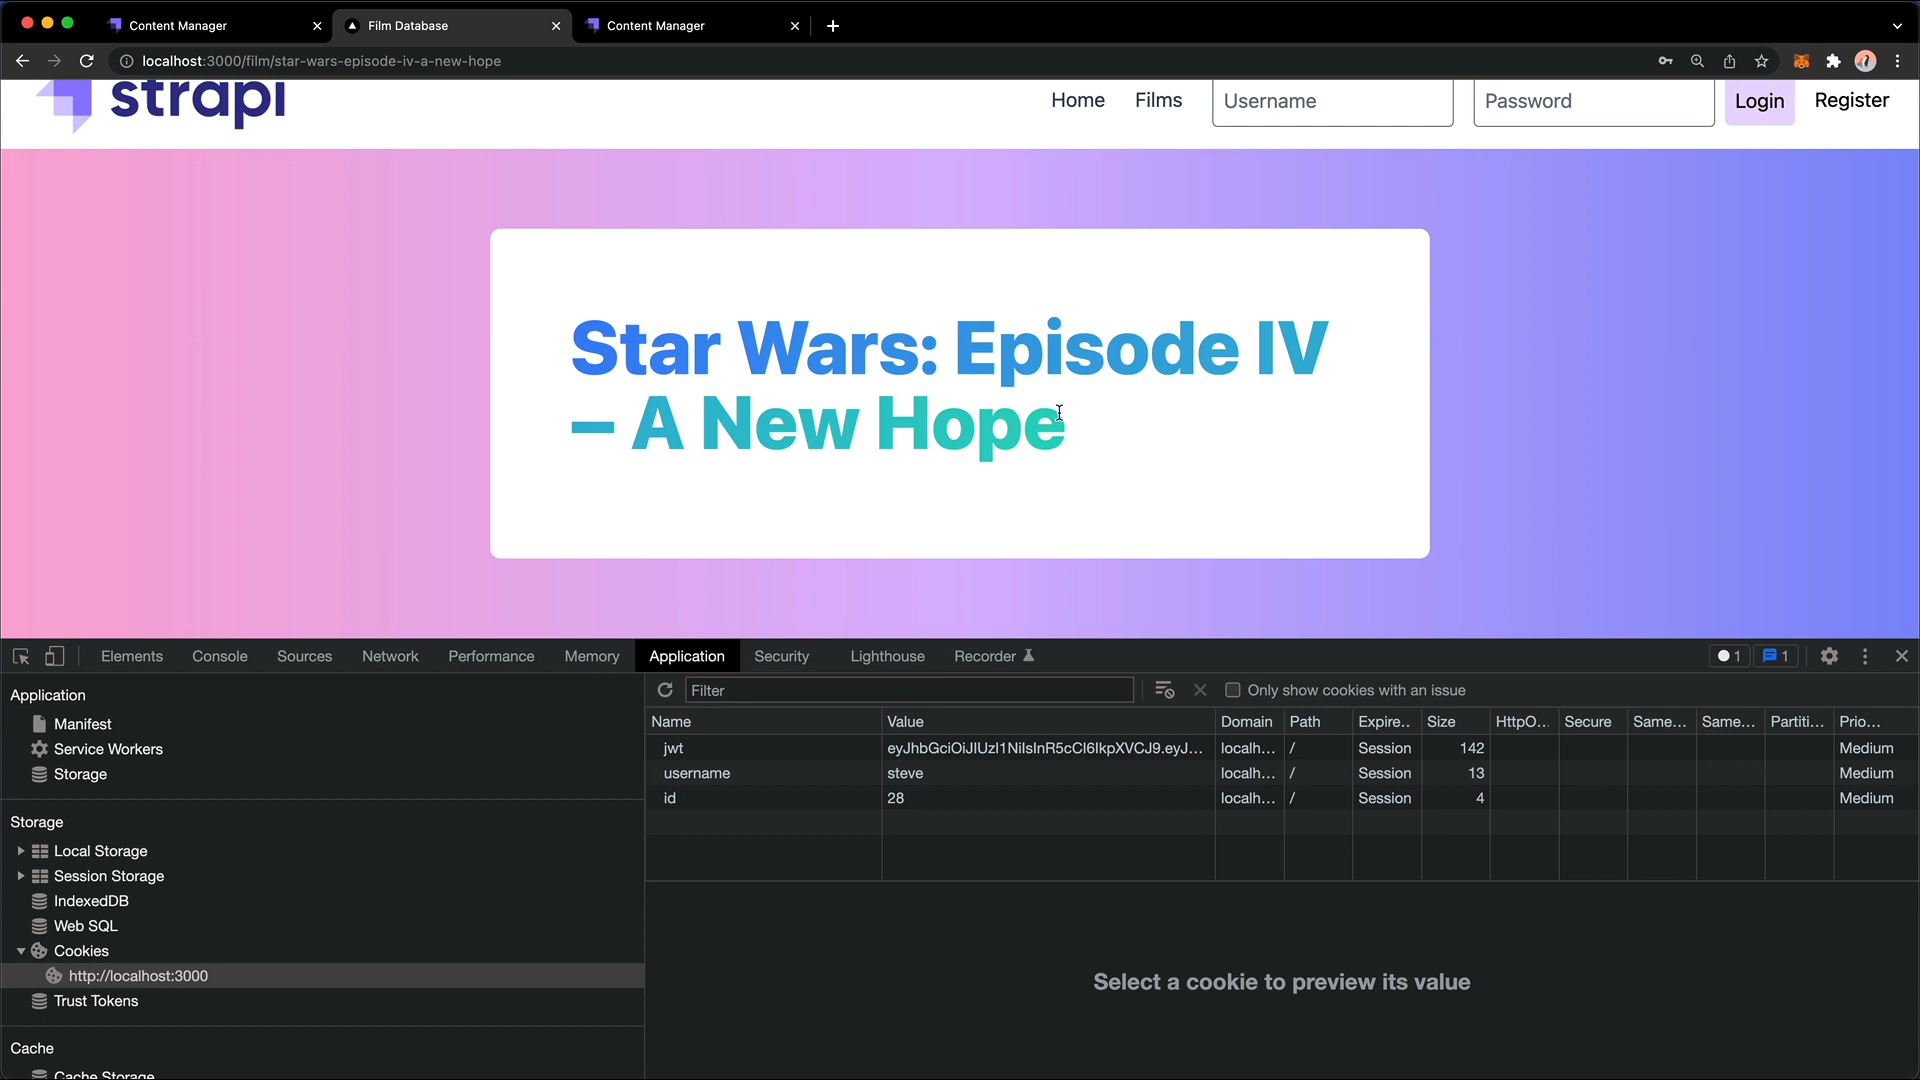 Content Manager
Film Database
Content Manager
localhost:3000/film/star-wars-episode-iv-a-new-hope
strapi
Home
Films
Username
Password
Login
Register
Star Wars: Episode IV
– A New Hope
Elements
Console
Sources
Network
Performance
Memory
Application
Security
Lighthouse
Recorder
1
1
Application
Manifest
Service Workers
Storage
Storage
Local Storage
Session Storage
IndexedDB
Web SQL
Cookies
http://localhost:3000
Trust Tokens
Cache
Cache Storage
Filter
Only show cookies with an issue
Name Value Domain Path Expire.. Size HttpO... Secure Same... Same... Partiti... Prio...
jwt eyJhbGciOiJIUzI1NiIsInR5cCI6IkpXVCJ9.eyJ... localh... / Session 142 Medium
username steve localh... / Session 13 Medium
id 28 localh... / Session 4 Medium
Select a cookie to preview its value